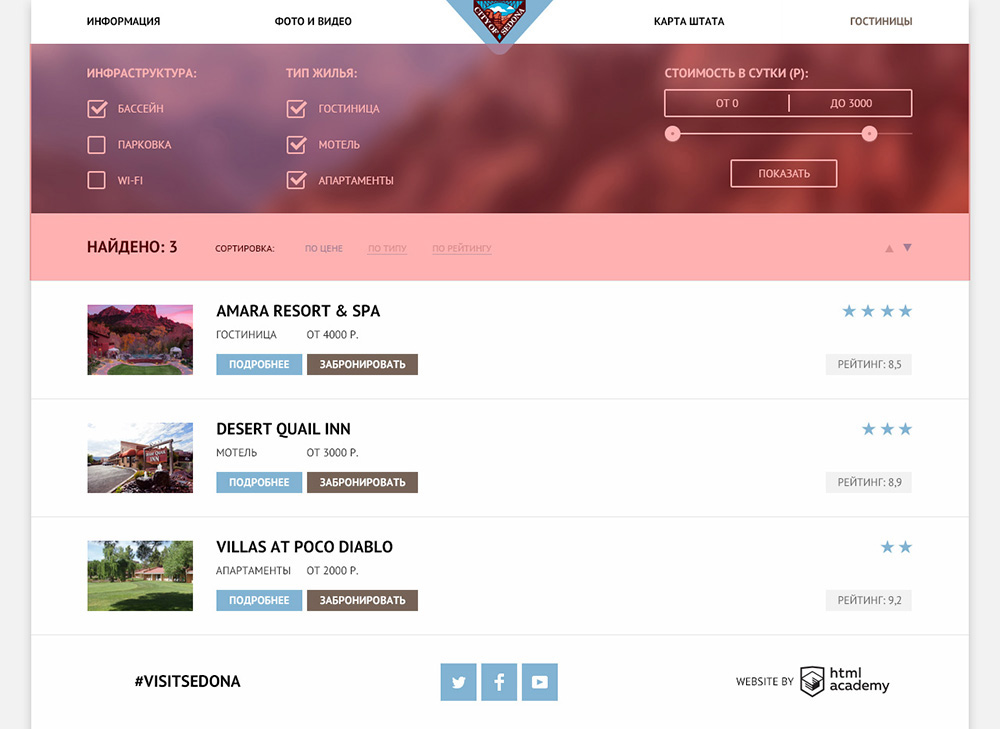 ИНФОРМАЦИЯ ФОТО И ВИДЕО КАРТА ШТАТА ГОСТИНИЦЫ
CITY OF SEDONA
ИНФРАСТРУКТУРА: ТИП ЖИЛЬЯ: СТОИМОСТЬ В СУТКИ (Р):
БАССЕЙН ГОСТИНИЦА ОТ 0 ДО 3000
ПАРКОВКА МОТЕЛЬ
WI-FI АПАРТАМЕНТЫ ПОКАЗАТЬ
НАЙДЕНО: 3 СОРТИРОВКА: ПО ЦЕНЕ ПО ТИПУ ПО РЕЙТИНГУ
AMARA RESORT & SPA
ГОСТИНИЦА ОТ 4000 Р.
ПОДРОБНЕЕ ЗАБРОНИРОВАТЬ РЕЙТИНГ: 8,5
DESERT QUAIL INN
МОТЕЛЬ ОТ 3000 Р.
ПОДРОБНЕЕ ЗАБРОНИРОВАТЬ РЕЙТИНГ: 8,9
VILLAS AT POCO DIABLO
АПАРТАМЕНТЫ ОТ 2000 Р.
ПОДРОБНЕЕ ЗАБРОНИРОВАТЬ РЕЙТИНГ: 9,2
#VISITSEDONA WEBSITE BY html academy